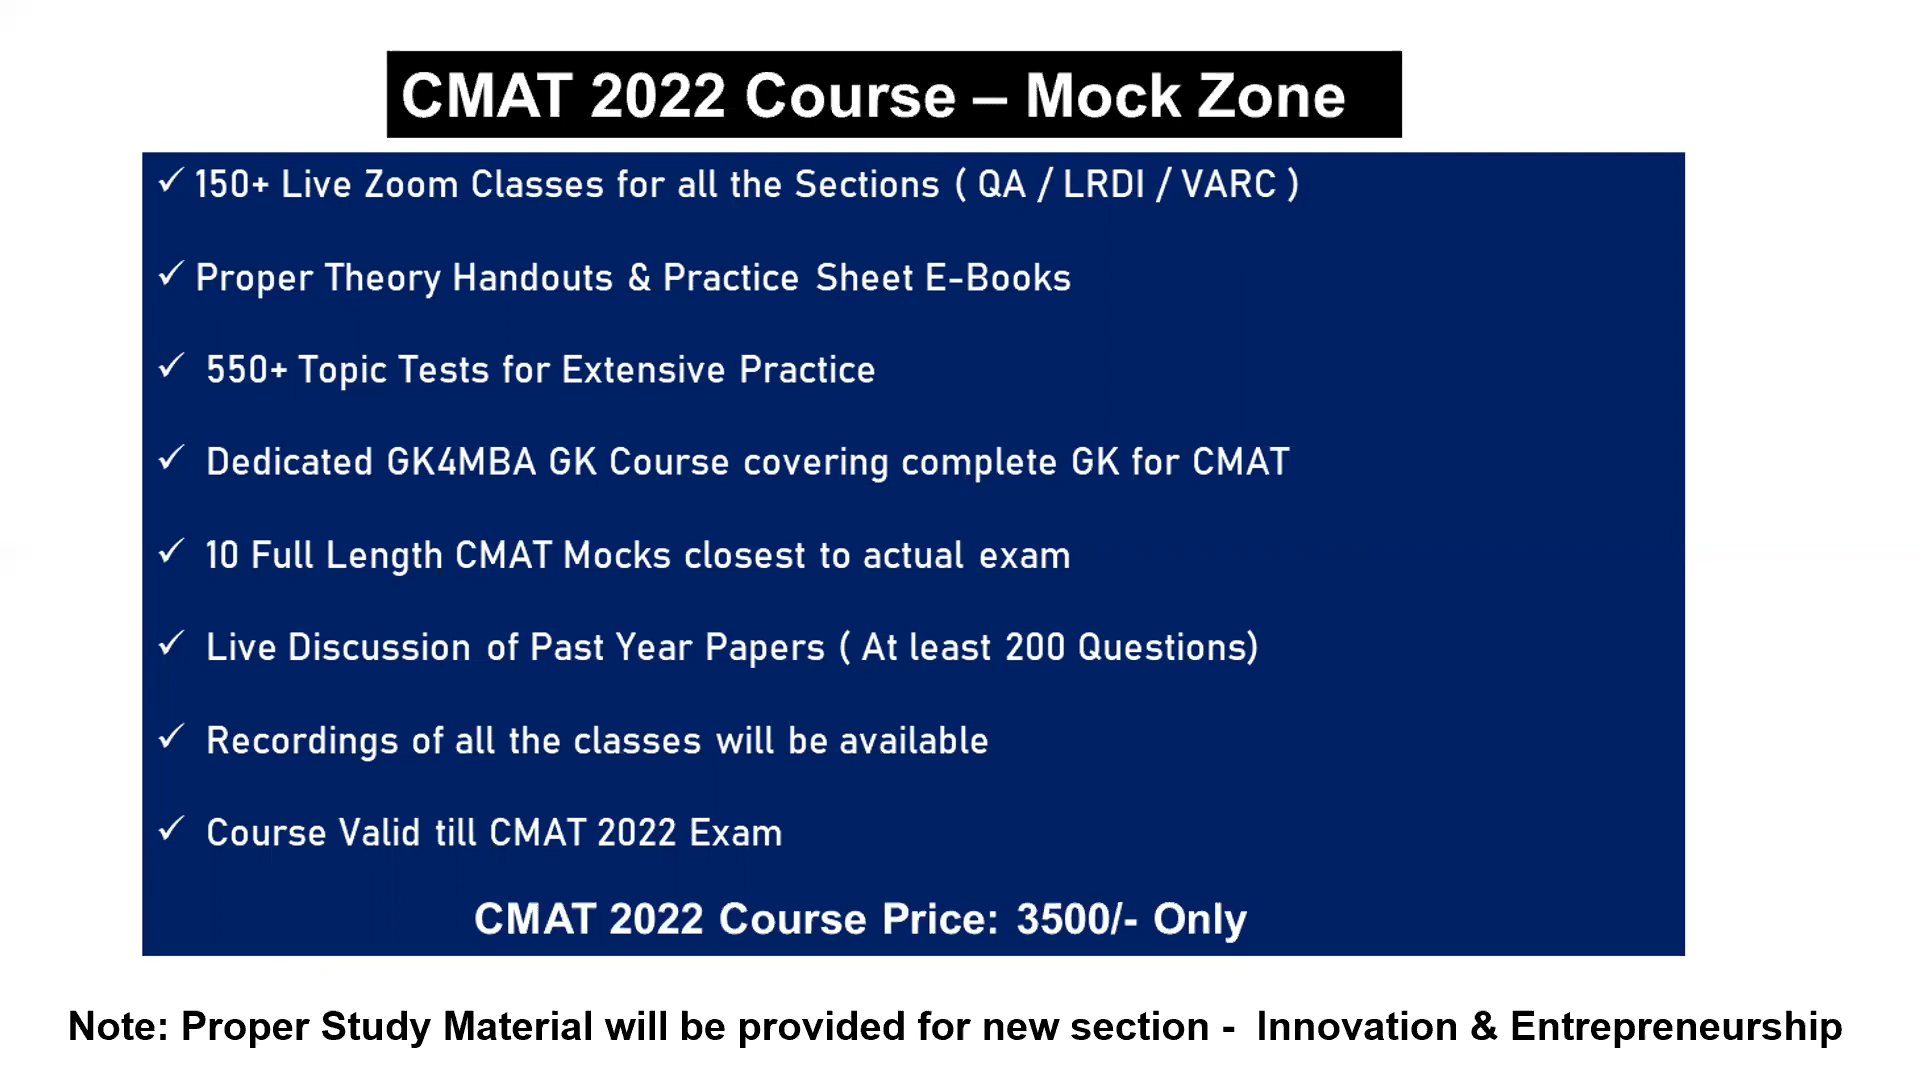 CMAT 2022 Course – Mock Zone
✓ 150+ Live Zoom Classes for all the Sections ( QA / LRDI / VARC )
✓ Proper Theory Handouts & Practice Sheet E-Books
✓ 550+ Topic Tests for Extensive Practice
✓ Dedicated GK4MBA GK Course covering complete GK for CMAT
✓ 10 Full Length CMAT Mocks closest to actual exam
✓ Live Discussion of Past Year Papers ( At least 200 Questions)
✓ Recordings of all the classes will be available
✓ Course Valid till CMAT 2022 Exam
CMAT 2022 Course Price: 3500/- Only
Note: Proper Study Material will be provided for new section - Innovation & Entrepreneurship